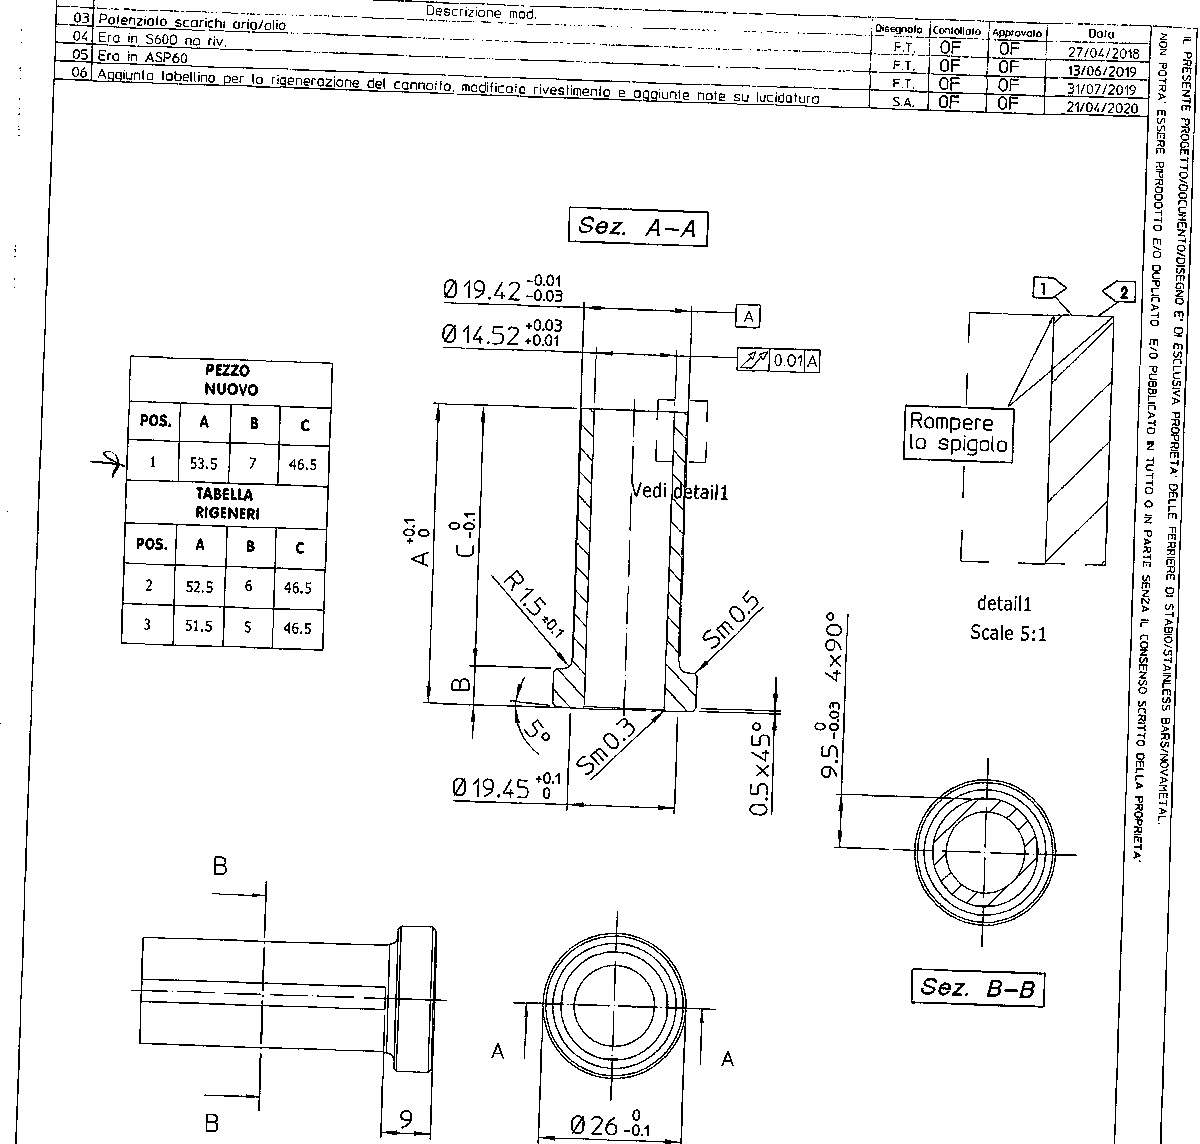 Descrizione mod.
Disegnato Controllato Approvato Data
03 Potenziato scarichi aria/olio F.T. OF OF 27/04/2018
04 Era in S600 no riv. F.T. OF OF 13/06/2019
05 Era in ASP60 F.T. OF OF 31/07/2019
06 Aggiunta tabellina per la rigenerazione del cannotto, modificato rivestimento e aggiunte note su lucidatura S.A. OF OF 21/04/2020
IL PRESENTE PROGETTO/DOCUMENTO/DISEGNO E' DI ESCLUSIVA PROPRIETA' DELLE FERRIERE DI STABIO/STAINLESS BARS/NOVAMETAL.
NON POTRA' ESSERE RIPRODOTTO E/O DUPLICATO E/O PUBBLICATO IN TUTTO O IN PARTE SENZA IL CONSENSO SCRITTO DELLA PROPRIETA'
Sez. A-A
Ø19.42 -0.01 -0.03
A
Ø14.52 +0.03 +0.01
0.01 A
1 2
Rompere
lo spigolo
detail1
Scale 5:1
PEZZO
NUOVO
POS. A B C
1 53.5 7 46.5
TABELLA
RIGENERI
POS. A B C
2 52.5 6 46.5
3 51.5 5 46.5
Vedi detail1
A +0.1 0
C 0 -0.1
B
R1.5 ±0.1
Sm0.5
5°
Sm0.3
0.5x45°
Ø19.45 +0.1 0
9.5 0 -0.03 4x90°
Sez. B-B
B
B
9
A A
Ø26 0 -0.1